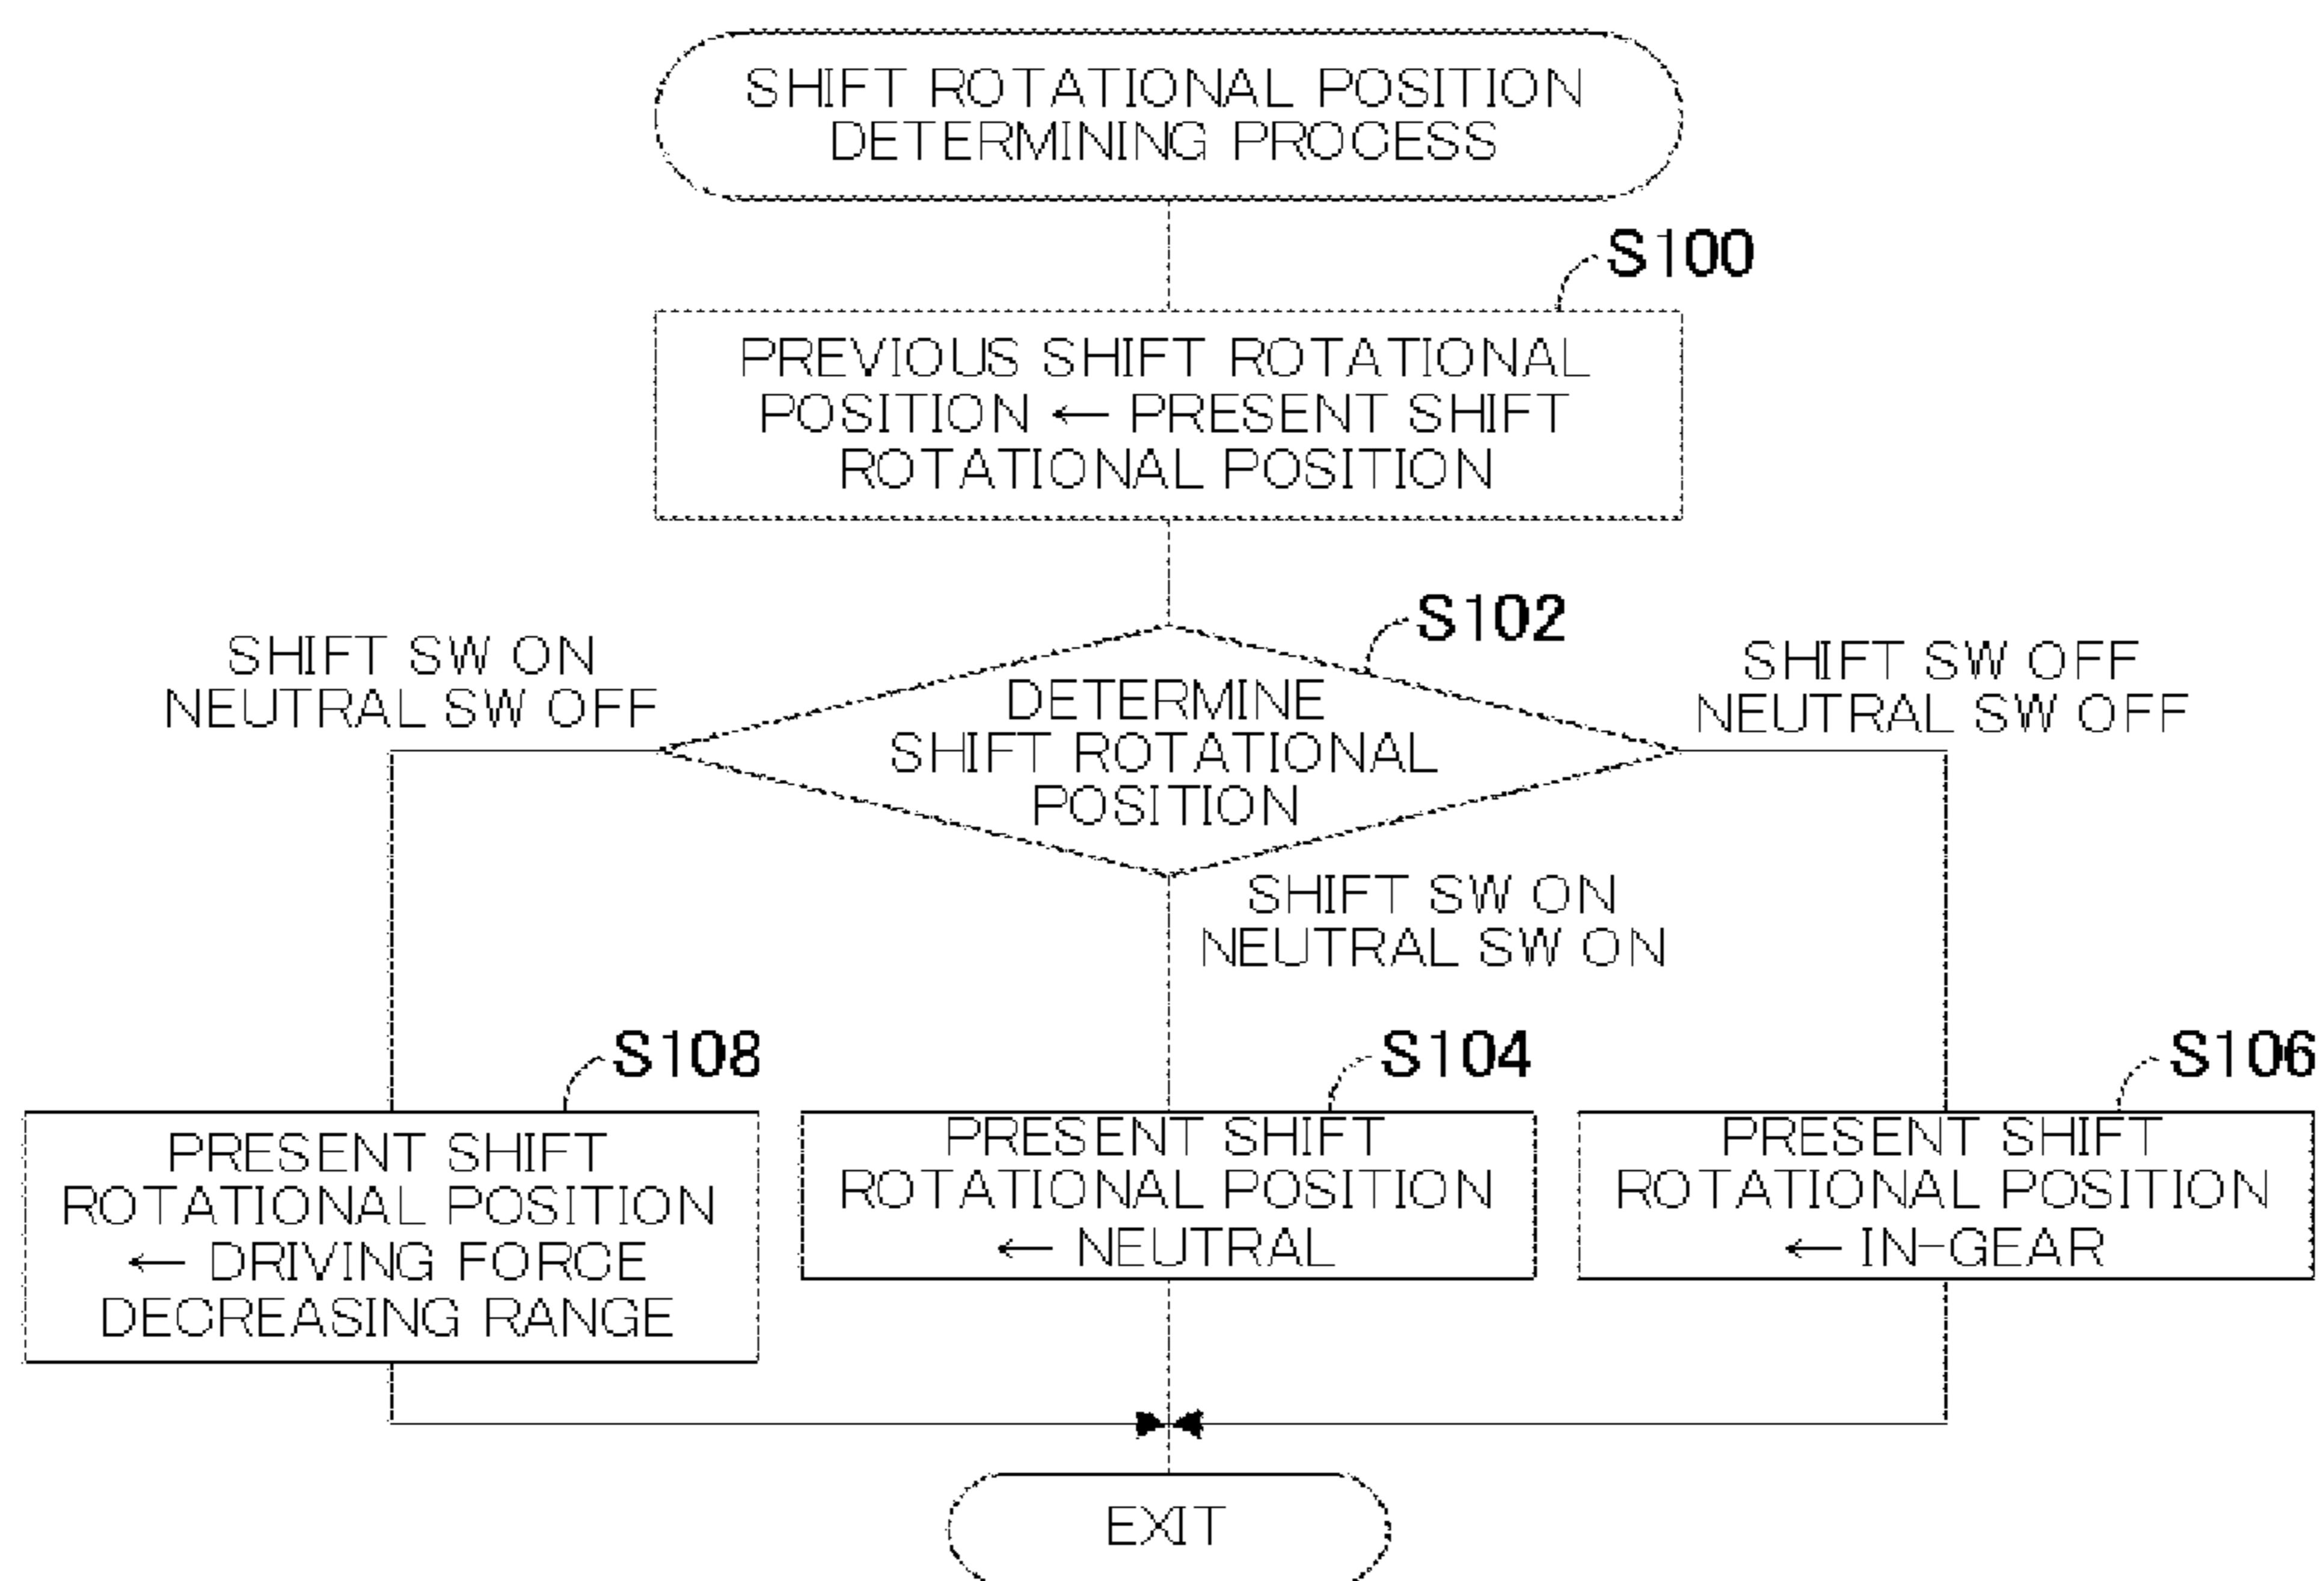 SHIFT ROTATIONAL POSITION
DETERMINING PROCESS
S100
PREVIOUS SHIFT ROTATIONAL
POSITION ← PRESENT SHIFT
ROTATIONAL POSITION
S102
SHIFT SW ON
NEUTRAL SW OFF
DETERMINE
SHIFT ROTATIONAL
POSITION
SHIFT SW OFF
NEUTRAL SW OFF
SHIFT SW ON
NEUTRAL SW ON
S108
PRESENT SHIFT
ROTATIONAL POSITION
← DRIVING FORCE
DECREASING RANGE
S104
PRESENT SHIFT
ROTATIONAL POSITION
← NEUTRAL
S106
PRESENT SHIFT
ROTATIONAL POSITION
← IN-GEAR
EXIT